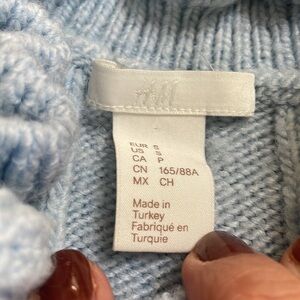 H&M
EUR S
US S
CA P
CN 165/88A
MX CH
Made in
Turkey
Fabriqué en
Turquie